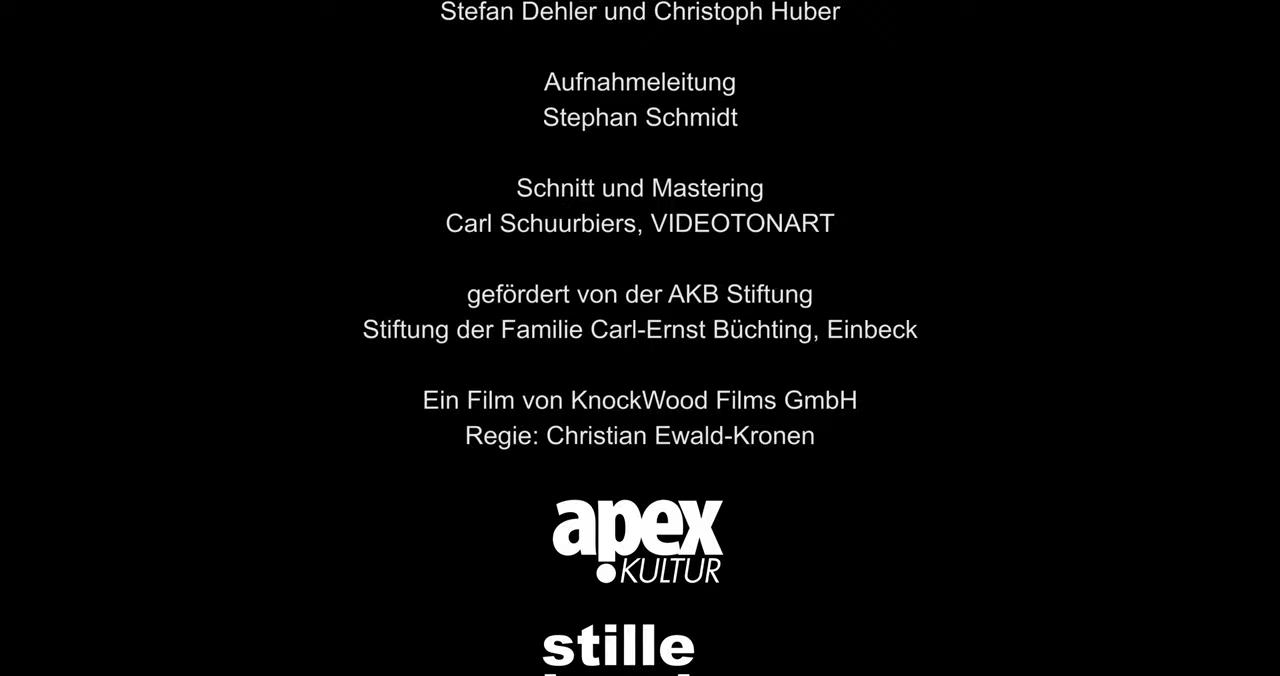 Stefan Dehler und Christoph Huber
Aufnahmeleitung
Stephan Schmidt
Schnitt und Mastering
Carl Schuurbiers, VIDEOTONART
gefördert von der AKB Stiftung
Stiftung der Familie Carl-Ernst Büchting, Einbeck
Ein Film von KnockWood Films GmbH
Regie: Christian Ewald-Kronen
apex
KULTUR
stille